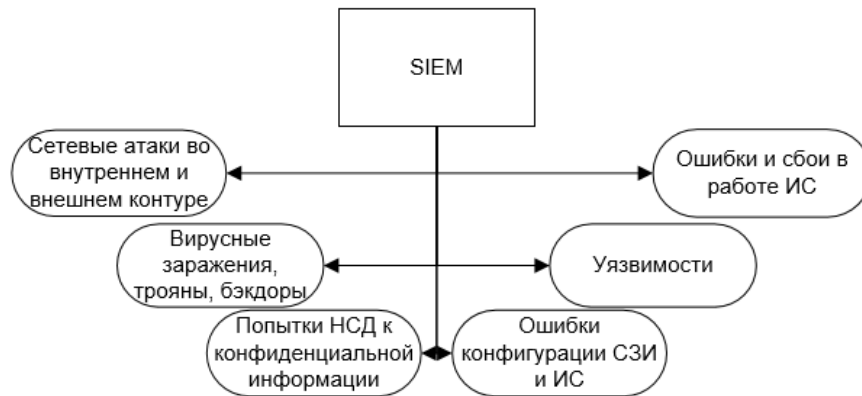 SIEM
Сетевые атаки во
внутреннем и
внешнем контуре
Ошибки и сбои в
работе ИС
Вирусные
заражения,
трояны, бэкдоры
Уязвимости
Попытки НСД к
конфиденциальной
информации
Ошибки
конфигурации СЗИ
и ИС